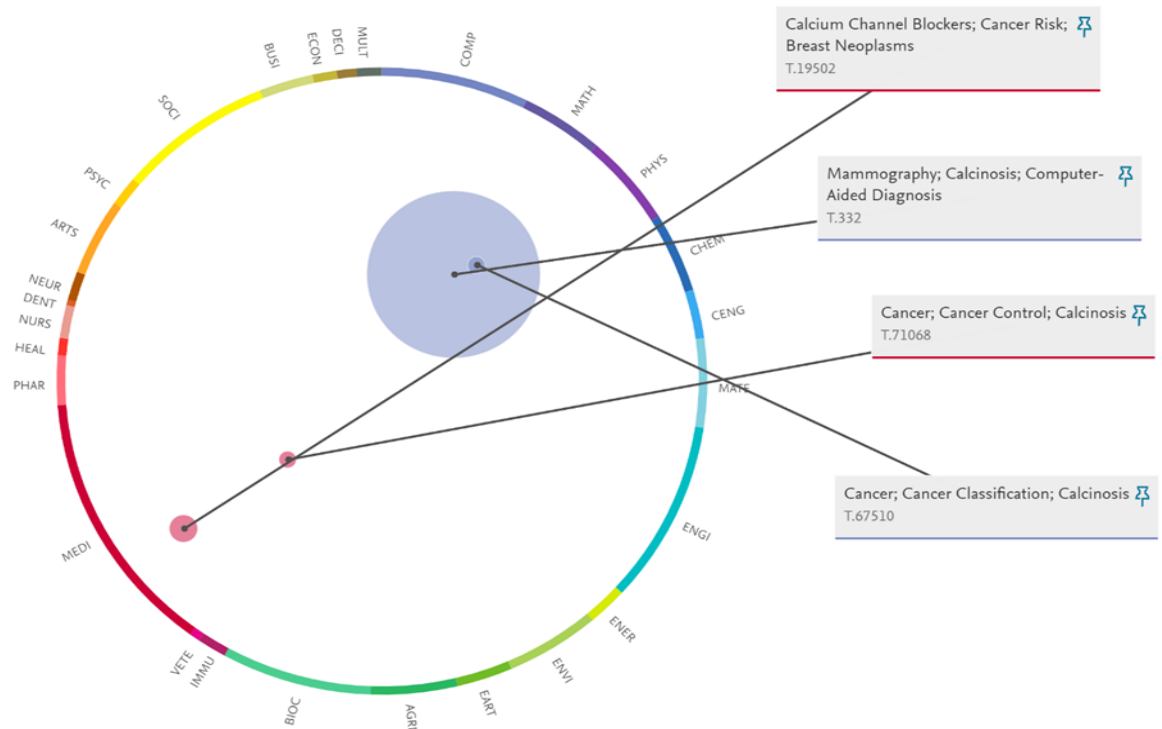 Calcium Channel Blockers; Cancer Risk;
Breast Neoplasms
T.19502
Mammography; Calcinosis; Computer-
Aided Diagnosis
T.332
Cancer; Cancer Control; Calcinosis
T.71068
Cancer; Cancer Classification; Calcinosis
T.67510
COMP
MATH
PHYS
CHEM
CENG
MATE
ENGI
ENER
ENVI
EART
AGRI
BIOC
IMMU
VETE
MEDI
PHAR
HEAL
NURS
DENT
NEUR
ARTS
PSYC
SOCI
BUSI
ECON
DECI
MULT